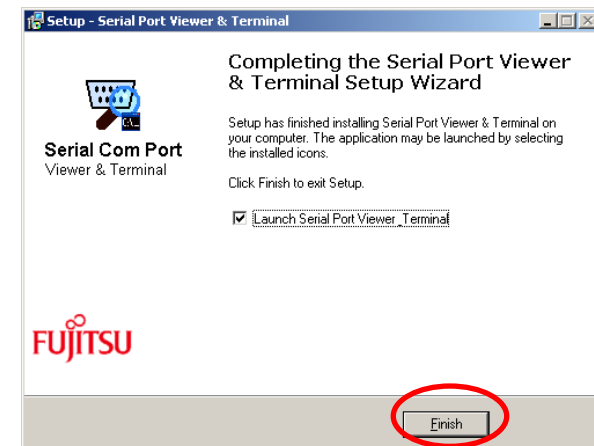 Setup - Serial Port Viewer & Terminal
Completing the Serial Port Viewer
& Terminal Setup Wizard
Setup has finished installing Serial Port Viewer & Terminal on
your computer. The application may be launched by selecting
the installed icons.
Click Finish to exit Setup.
Launch Serial Port Viewer_Terminal
C:\_
Serial Com Port
Viewer & Terminal
FUJITSU
Finish